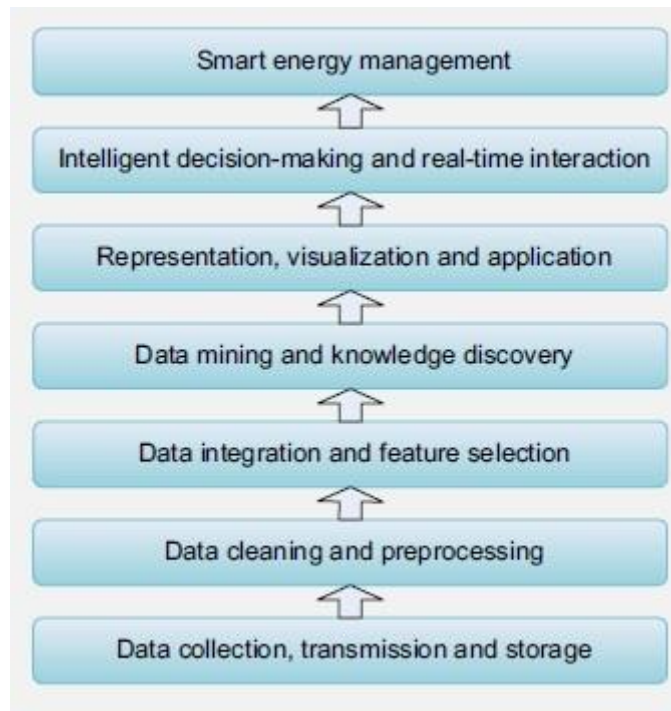 Smart energy management
Intelligent decision-making and real-time interaction
Representation, visualization and application
Data mining and knowledge discovery
Data integration and feature selection
Data cleaning and preprocessing
Data collection, transmission and storage